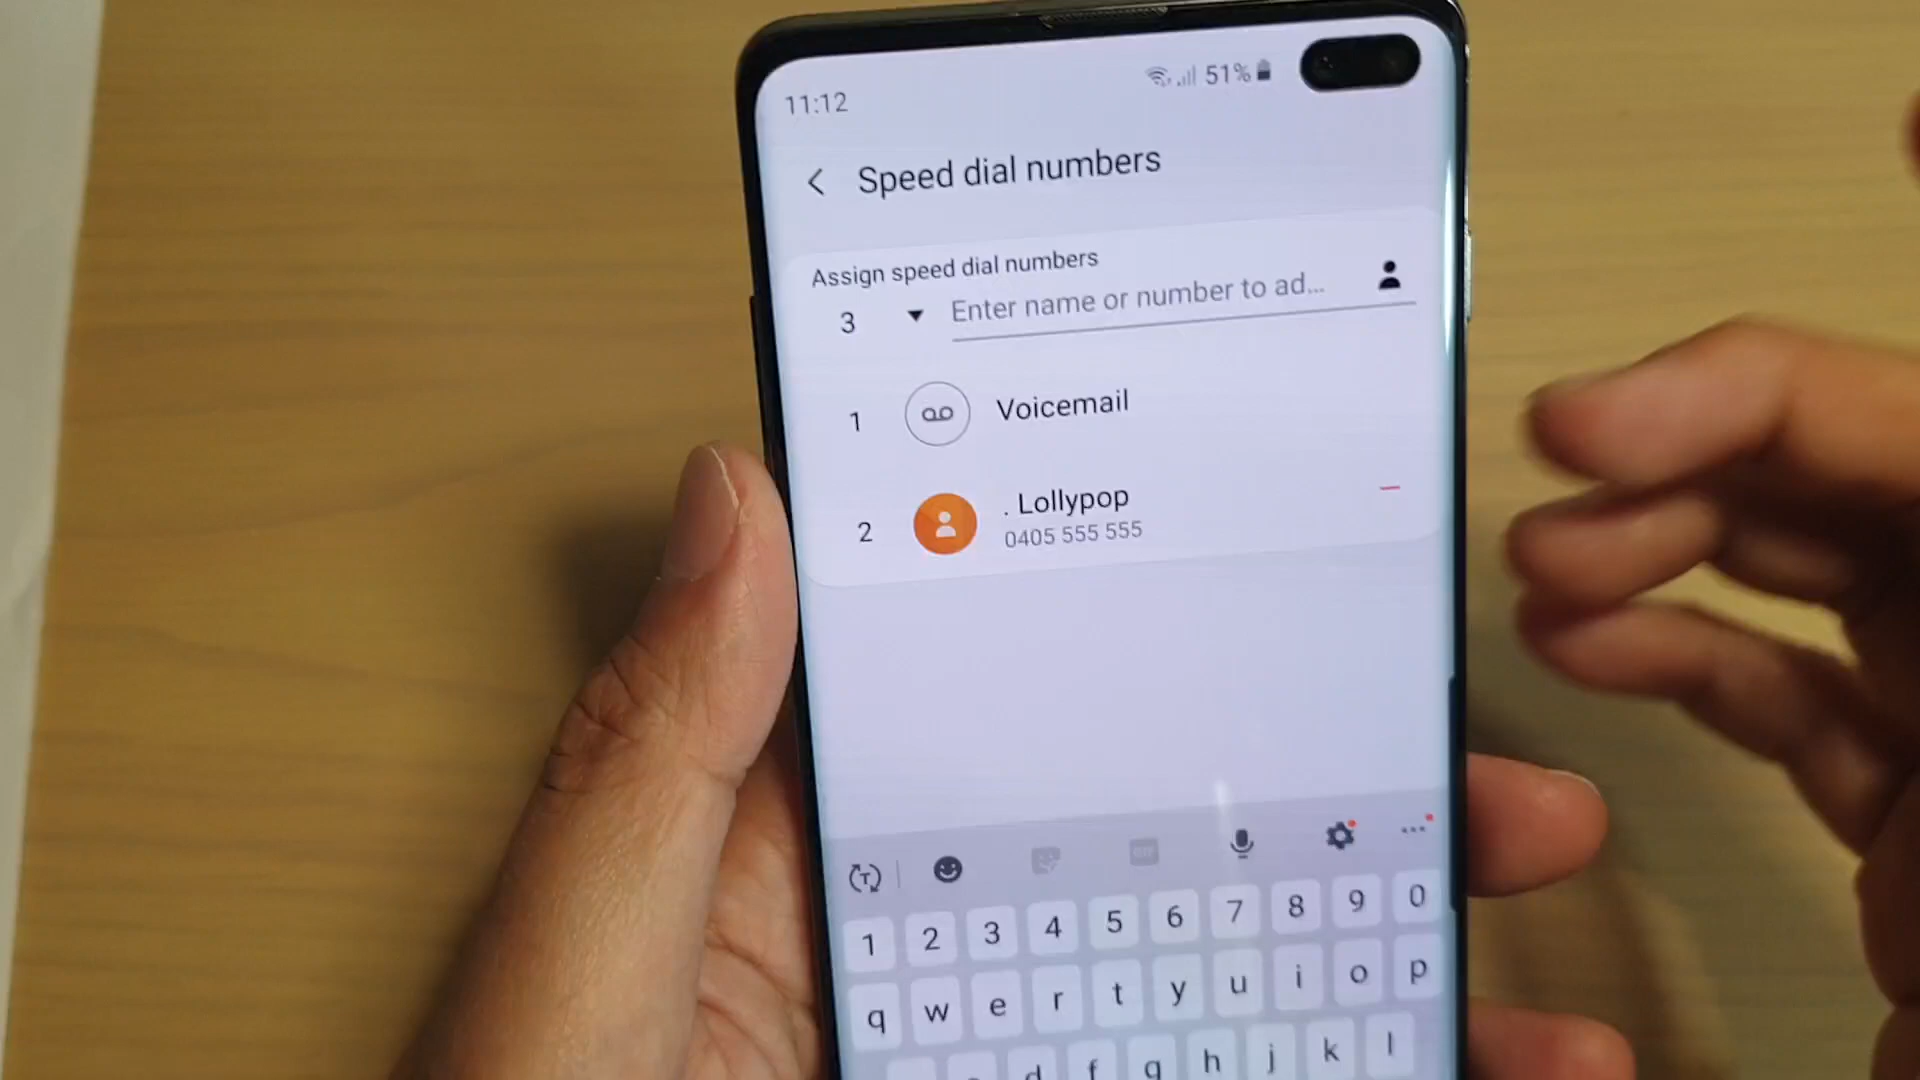 11:12
51%
Speed dial numbers
Assign speed dial numbers
3 Enter name or number to ad...
1 Voicemail
2 . Lollypop
0405 555 555
1 2 3 4 5 6 7 8 9 0
q w e r t y u i o p
d f g h j k l